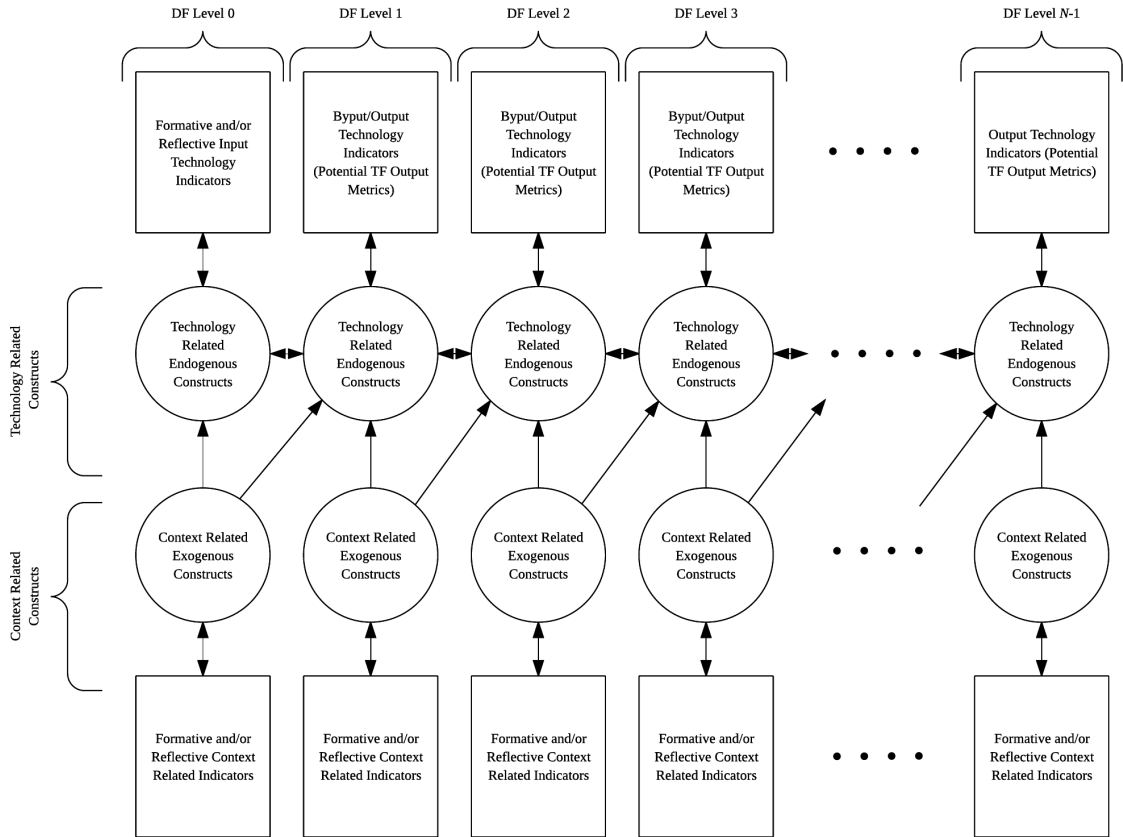 DF Level 0
DF Level 1
DF Level 2
DF Level 3
DF Level N-1
Formative and/or
Reflective Input
Technology
Indicators
Byput/Output
Technology
Indicators
(Potential TF Output
Metrics)
Byput/Output
Technology
Indicators
(Potential TF Output
Metrics)
Byput/Output
Technology
Indicators
(Potential TF Output
Metrics)
Output Technology
Indicators (Potential
TF Output Metrics)
Technology Related
Constructs
Technology
Related
Endogenous
Constructs
Technology
Related
Endogenous
Constructs
Technology
Related
Endogenous
Constructs
Technology
Related
Endogenous
Constructs
Technology
Related
Endogenous
Constructs
Context Related
Constructs
Context Related
Exogenous
Constructs
Context Related
Exogenous
Constructs
Context Related
Exogenous
Constructs
Context Related
Exogenous
Constructs
Context Related
Exogenous
Constructs
Formative and/or
Reflective Context
Related Indicators
Formative and/or
Reflective Context
Related Indicators
Formative and/or
Reflective Context
Related Indicators
Formative and/or
Reflective Context
Related Indicators
Formative and/or
Reflective Context
Related Indicators